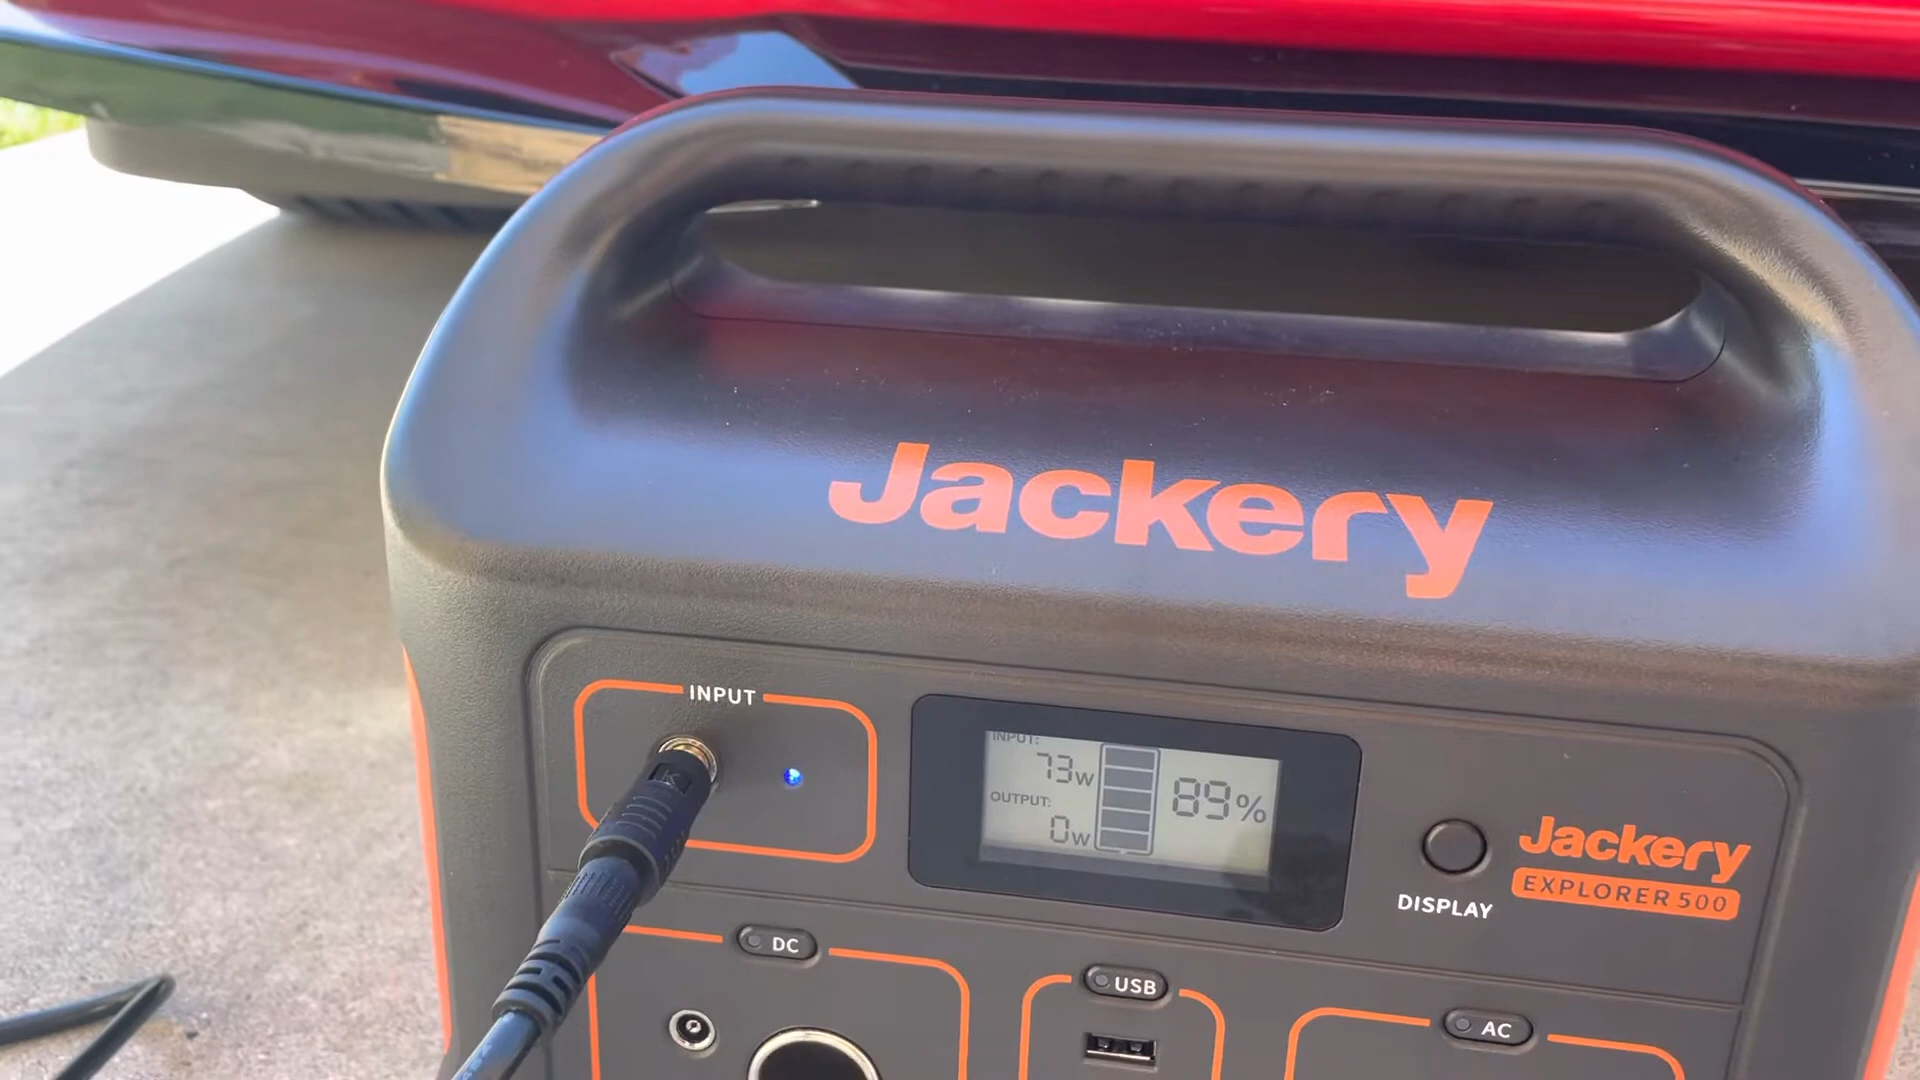 Jackery
INPUT
INPUT:
73W
OUTPUT:
0W
89%
DISPLAY
Jackery
EXPLORER 500
DC
USB
AC